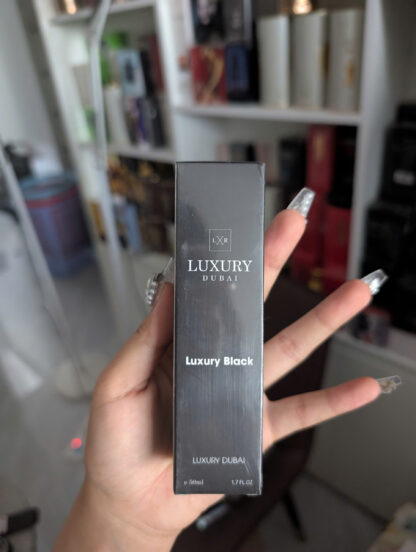 LXR
LUXURY
DUBAI
Luxury Black
LUXURY DUBAI
1.7 FL OZ